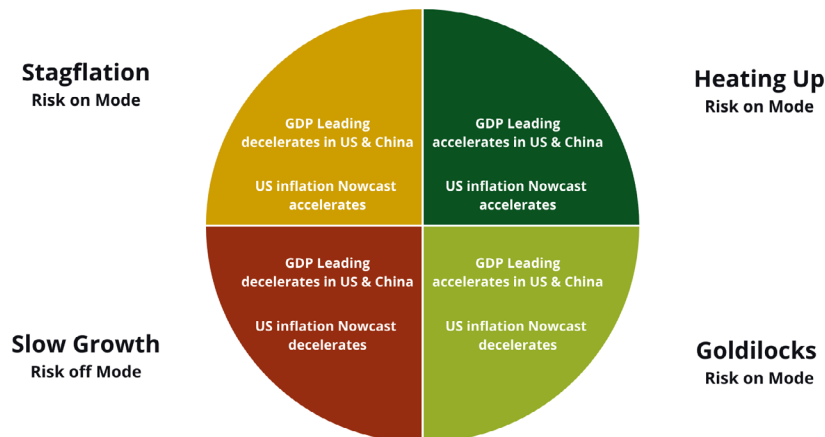 Stagflation
Risk on Mode
Heating Up
Risk on Mode
GDP Leading
decelerates in US & China
US inflation Nowcast
accelerates
GDP Leading
accelerates in US & China
US inflation Nowcast
accelerates
GDP Leading
decelerates in US & China
US inflation Nowcast
decelerates
GDP Leading
accelerates in US & China
US inflation Nowcast
decelerates
Slow Growth
Risk off Mode
Goldilocks
Risk on Mode